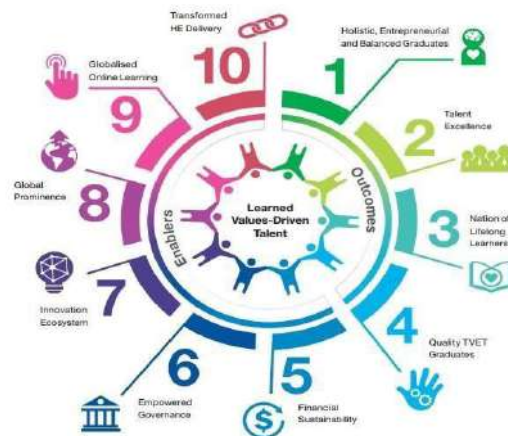 Transformed
HE Delivery
10
Holistic, Entrepreneurial
and Balanced Graduates
1
Globalised
Online Learning
9
Talent
Excellence
2
Global
Prominence
8
Enablers
Learned
Values-Driven
Talent
Outcomes
Nation of
Lifelong
Learners
3
Innovation
Ecosystem
7
Quality TVET
Graduates
4
Empowered
Governance
6
Financial
Sustainability
5
$